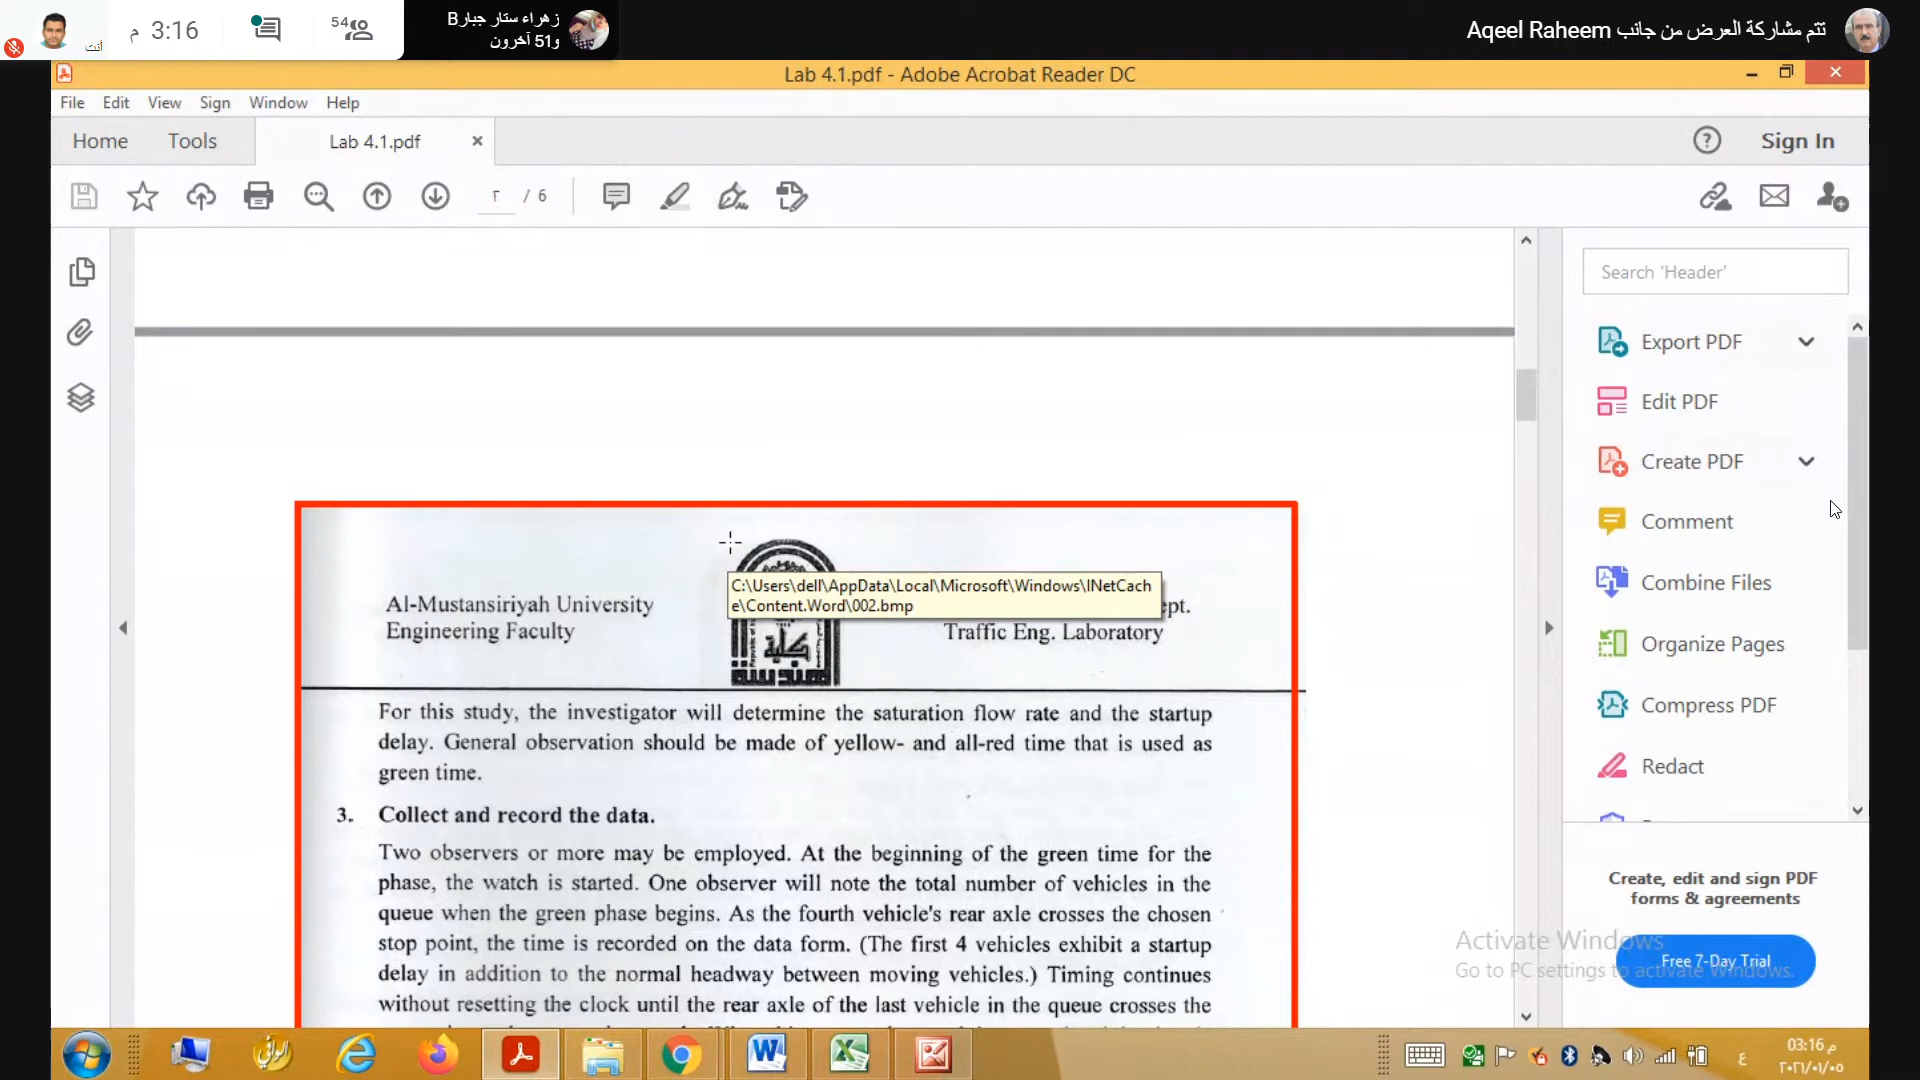 3:16 م
أنت
54
زهراء ستار جبارB
و51 آخرون
تتم مشاركة العرض من جانب Aqeel Raheem
Lab 4.1.pdf - Adobe Acrobat Reader DC
File Edit View Sign Window Help
Home Tools Lab 4.1.pdf
Sign In
٢ / 6
Search 'Header'
Export PDF
Edit PDF
Create PDF
Comment
Combine Files
Organize Pages
Compress PDF
Redact
Create, edit and sign PDF
forms & agreements
Free 7-Day Trial
Activate Windows
Go to PC settings to activate Windows.
C:\Users\dell\AppData\Local\Microsoft\Windows\INetCach
e\Content.Word\002.bmp
Al-Mustansiriyah University
Engineering Faculty
ept.
Traffic Eng. Laboratory
كلية
الهندسة
For this study, the investigator will determine the saturation flow rate and the startup
delay. General observation should be made of yellow- and all-red time that is used as
green time.
3. Collect and record the data.
Two observers or more may be employed. At the beginning of the green time for the
phase, the watch is started. One observer will note the total number of vehicles in the
queue when the green phase begins. As the fourth vehicle's rear axle crosses the chosen
stop point, the time is recorded on the data form. (The first 4 vehicles exhibit a startup
delay in addition to the normal headway between moving vehicles.) Timing continues
without resetting the clock until the rear axle of the last vehicle in the queue crosses the
الوافي
ع
03:16 م
٢٠٢١/٠١/٠٥